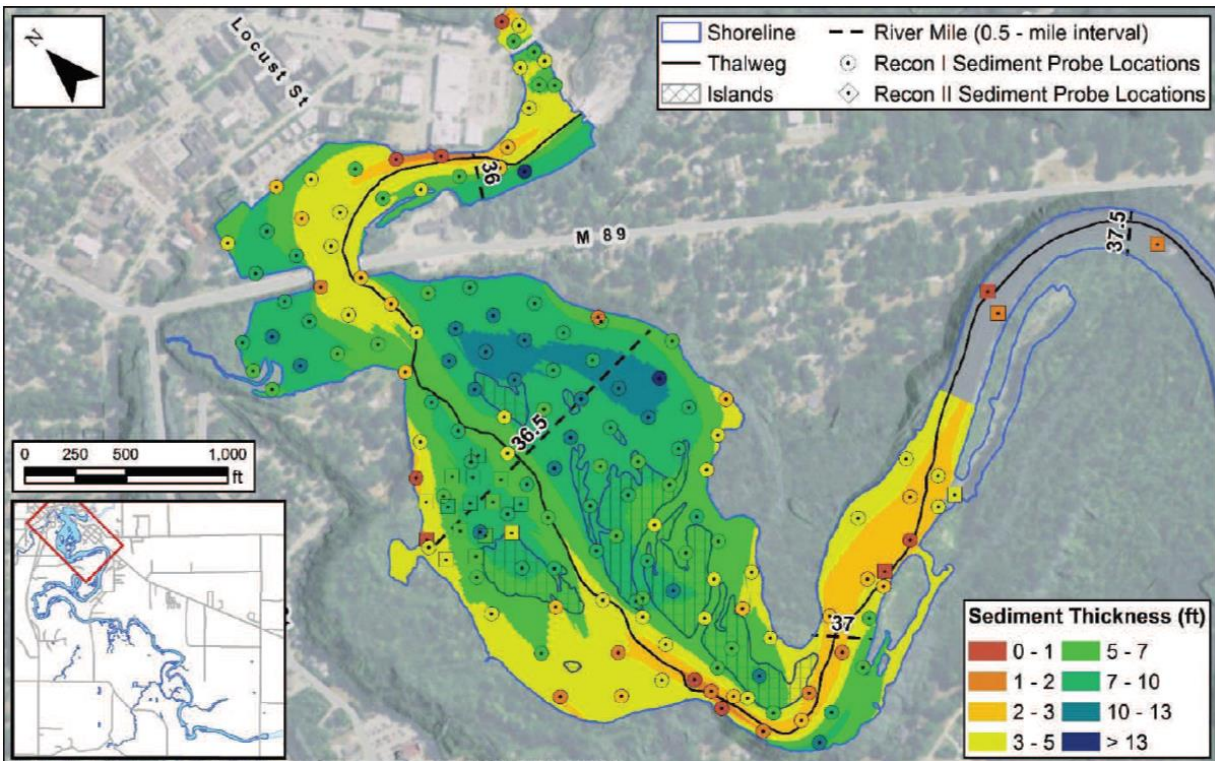 N
Locust St
Shoreline
Thalweg
Islands
River Mile (0.5 - mile interval)
Recon I Sediment Probe Locations
Recon II Sediment Probe Locations
36
M 89
37.5
36.5
37
0 250 500 1,000
ft
Sediment Thickness (ft)
0 - 1
1 - 2
2 - 3
3 - 5
5 - 7
7 - 10
10 - 13
> 13